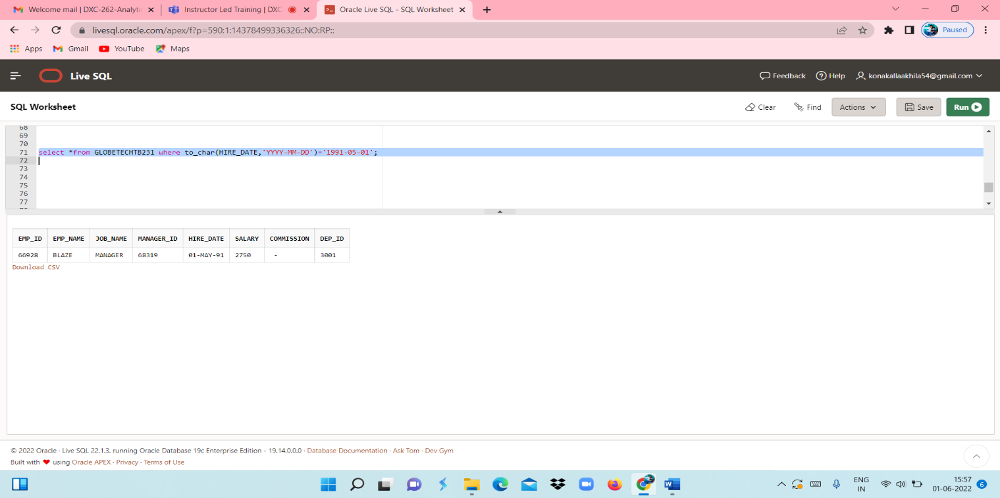 Welcome mail | DXC-262-Analyti
Instructor Led Training | DXC
Oracle Live SQL - SQL Worksheet
livesql.oracle.com/apex/f?p=590:1:14378499336326::NO:RP::
Paused
Apps Gmail YouTube Maps
Live SQL
Feedback Help konakallaakhila54@gmail.com
SQL Worksheet
Clear Find Actions Save Run
68
69
70
71 select *from GLOBETECHTB231 where to_char(HIRE_DATE,'YYYY-MM-DD')='1991-05-01';
72
73
74
75
76
77
EMP_ID EMP_NAME JOB_NAME MANAGER_ID HIRE_DATE SALARY COMMISSION DEP_ID
66928 BLAZE MANAGER 68319 01-MAY-91 2750 - 3001
Download CSV
© 2022 Oracle · Live SQL 22.1.3, running Oracle Database 19c Enterprise Edition - 19.14.0.0.0 · Database Documentation · Ask Tom · Dev Gym
Built with ❤ using Oracle APEX · Privacy · Terms of Use
ENG
IN
15:57
01-06-2022
6